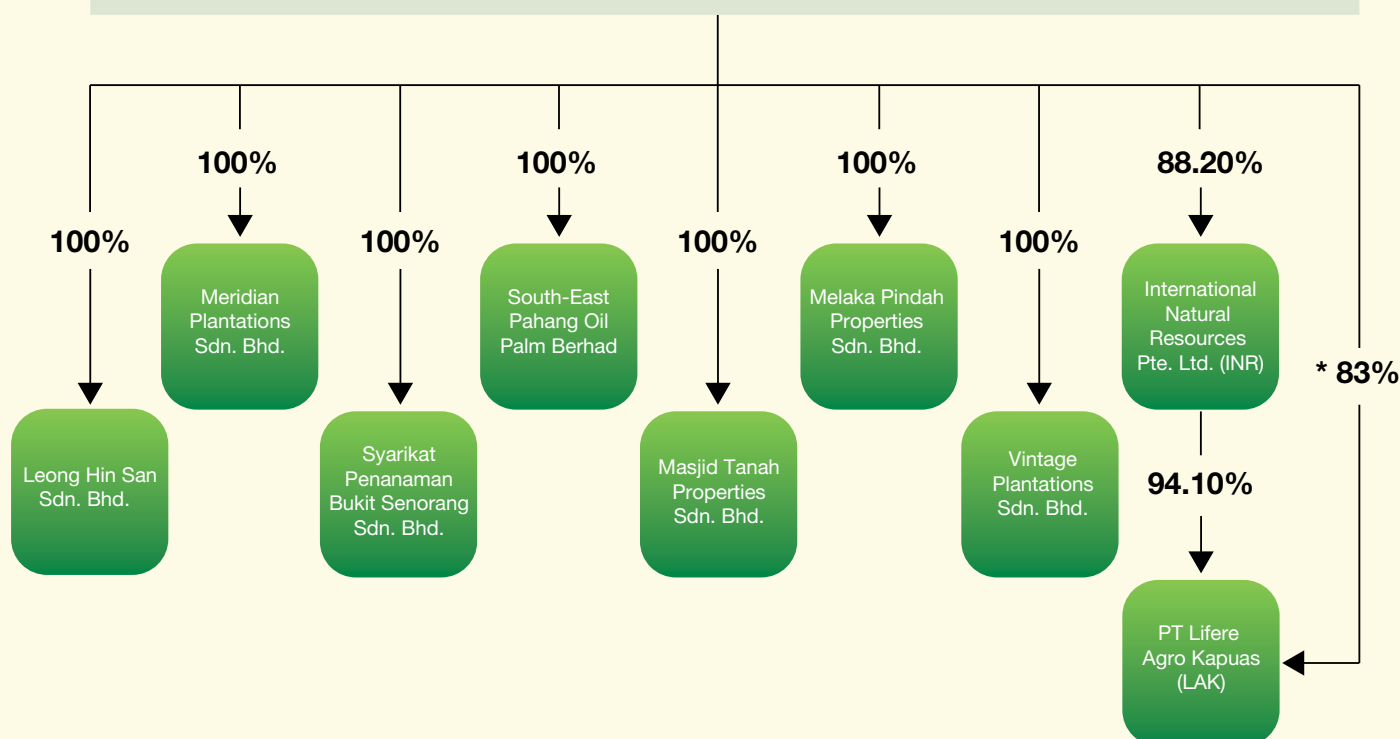 100%
100%
100%
88.20%
100%
100%
100%
100%
Meridian
Plantations
Sdn. Bhd.
South-East
Pahang Oil
Palm Berhad
Melaka Pindah
Properties
Sdn. Bhd.
International
Natural
Resources
Pte. Ltd. (INR)
* 83%
Leong Hin San
Sdn. Bhd.
Syarikat
Penanaman
Bukit Senorang
Sdn. Bhd.
Masjid Tanah
Properties
Sdn. Bhd.
Vintage
Plantations
Sdn. Bhd.
94.10%
PT Lifere
Agro Kapuas
(LAK)